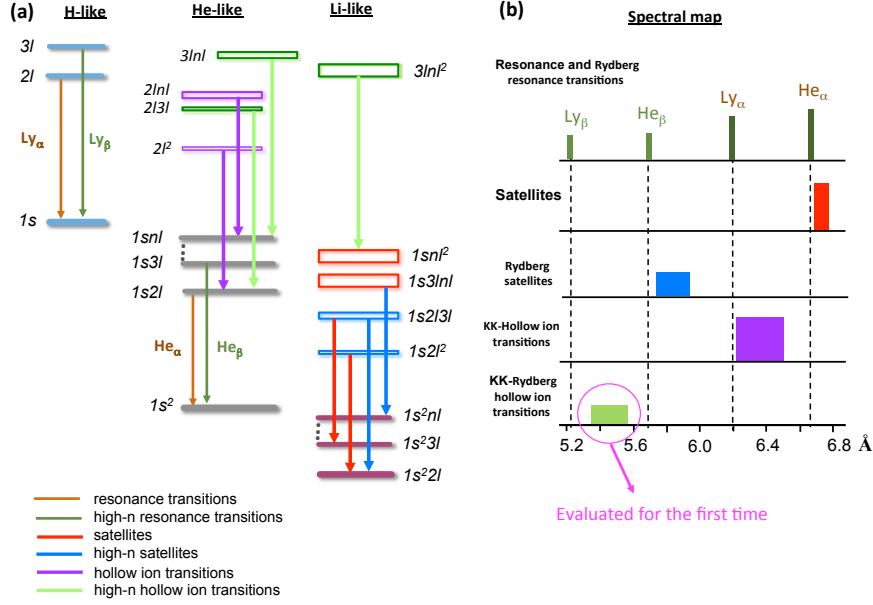 (a)
H-like
He-like
Li-like
3l
2l
Lyα
Lyβ
1s
3lnl
2lnl
2l3l
2l²
1snl
1s3l
1s2l
Heα
Heβ
1s²
3lnl²
1snl²
1s3lnl
1s2l3l
1s2l²
1s²nl
1s²3l
1s²2l
resonance transitions
high-n resonance transitions
satellites
high-n satellites
hollow ion transitions
high-n hollow ion transitions
(b)
Spectral map
Resonance and Rydberg
resonance transitions
Lyβ
Heβ
Lyα
Heα
Satellites
Rydberg
satellites
KK-Hollow ion
transitions
KK-Rydberg
hollow ion
transitions
5.2 5.6 6.0 6.4 6.8 Å
Evaluated for the first time